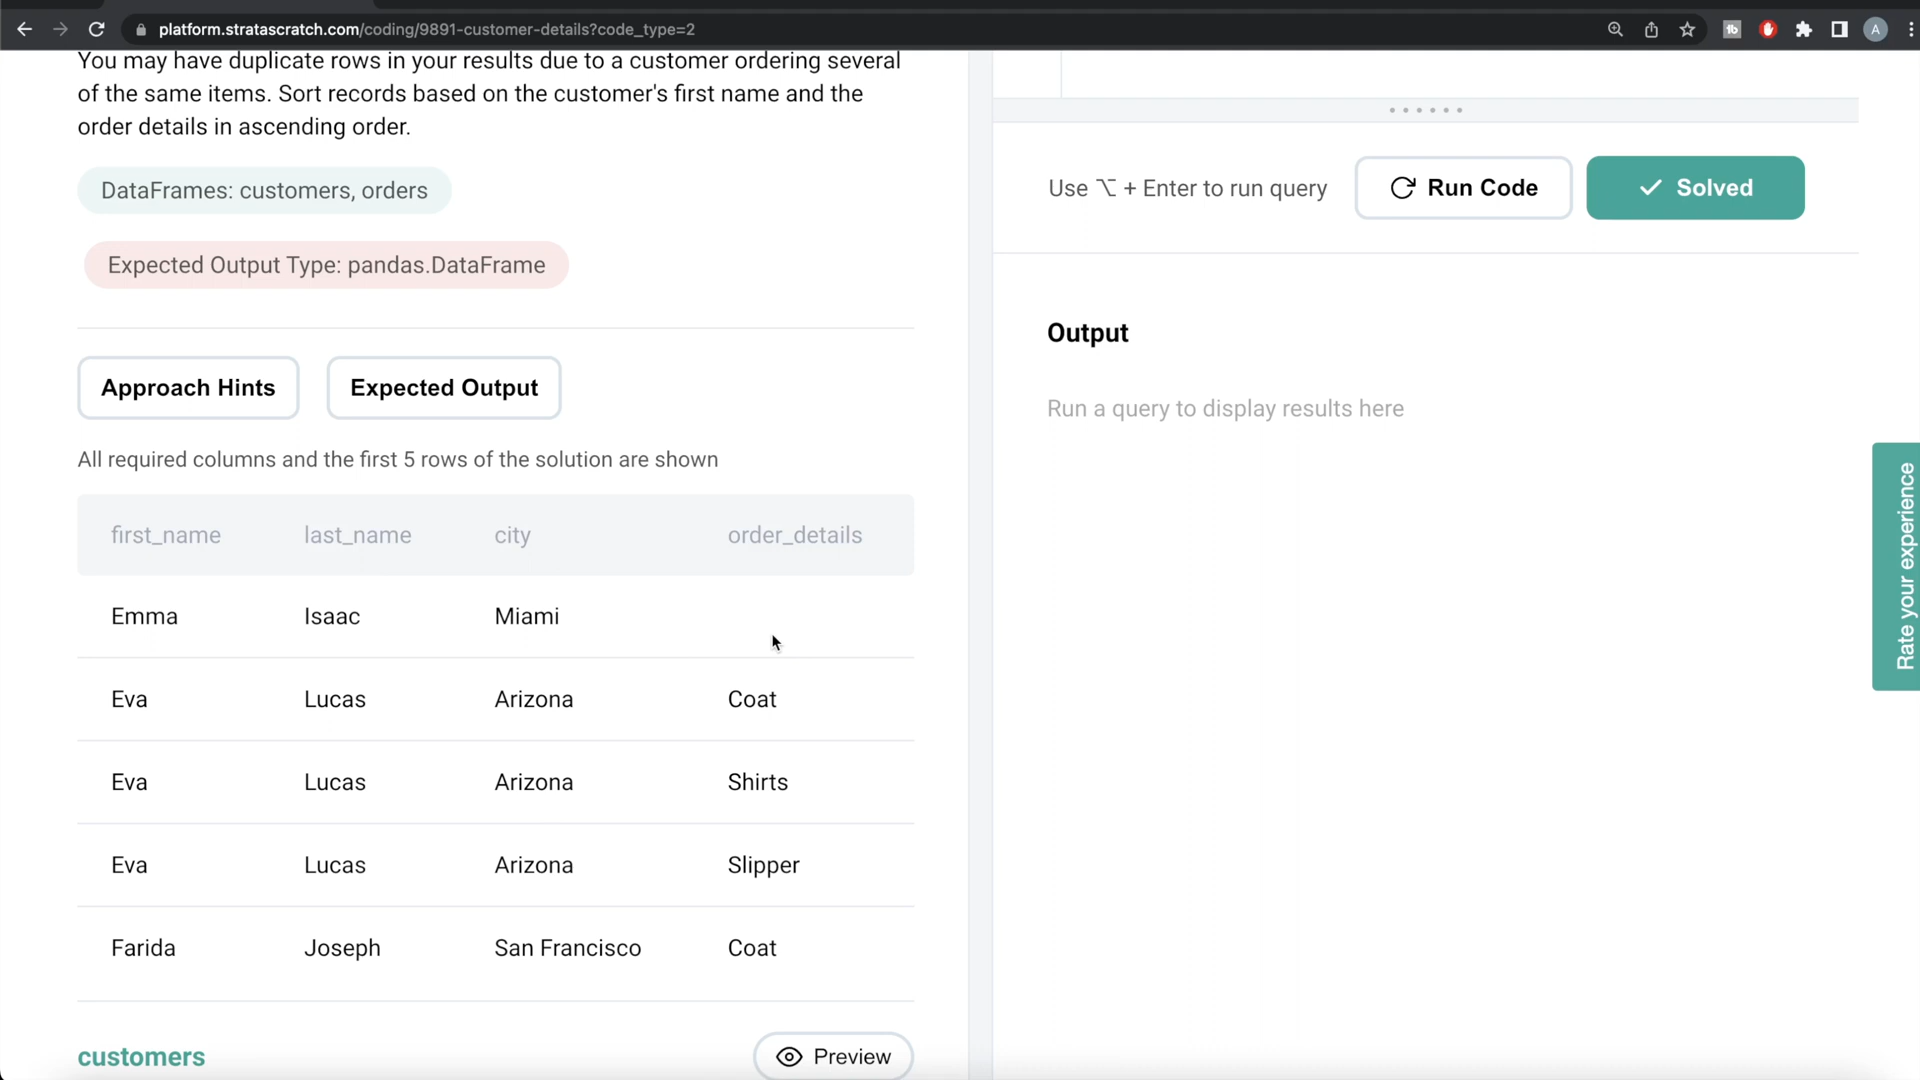 platform.stratascratch.com/coding/9891-customer-details?code_type=2
tb
A
You may have duplicate rows in your results due to a customer ordering several
of the same items. Sort records based on the customer's first name and the
order details in ascending order.
DataFrames: customers, orders
Expected Output Type: pandas.DataFrame
Approach Hints
Expected Output
All required columns and the first 5 rows of the solution are shown
first_name last_name city order_details
Emma Isaac Miami
Eva Lucas Arizona Coat
Eva Lucas Arizona Shirts
Eva Lucas Arizona Slipper
Farida Joseph San Francisco Coat
customers
Preview
Use ⌥ + Enter to run query
Run Code
Solved
Output
Run a query to display results here
Rate your experience